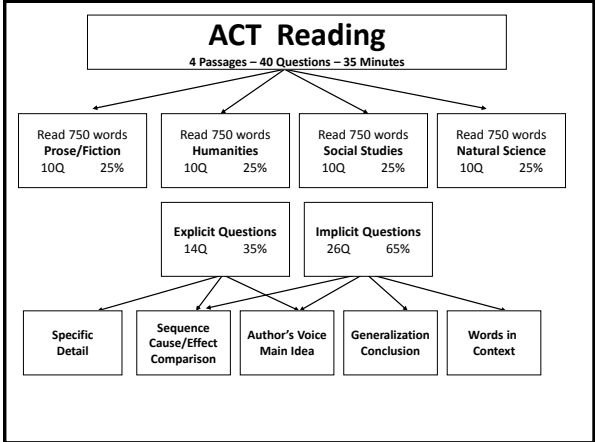 ACT Reading
4 Passages – 40 Questions – 35 Minutes
Read 750 words
Prose/Fiction
10Q 25%
Read 750 words
Humanities
10Q 25%
Read 750 words
Social Studies
10Q 25%
Read 750 words
Natural Science
10Q 25%
Explicit Questions
14Q 35%
Implicit Questions
26Q 65%
Specific
Detail
Sequence
Cause/Effect
Comparison
Author's Voice
Main Idea
Generalization
Conclusion
Words in
Context